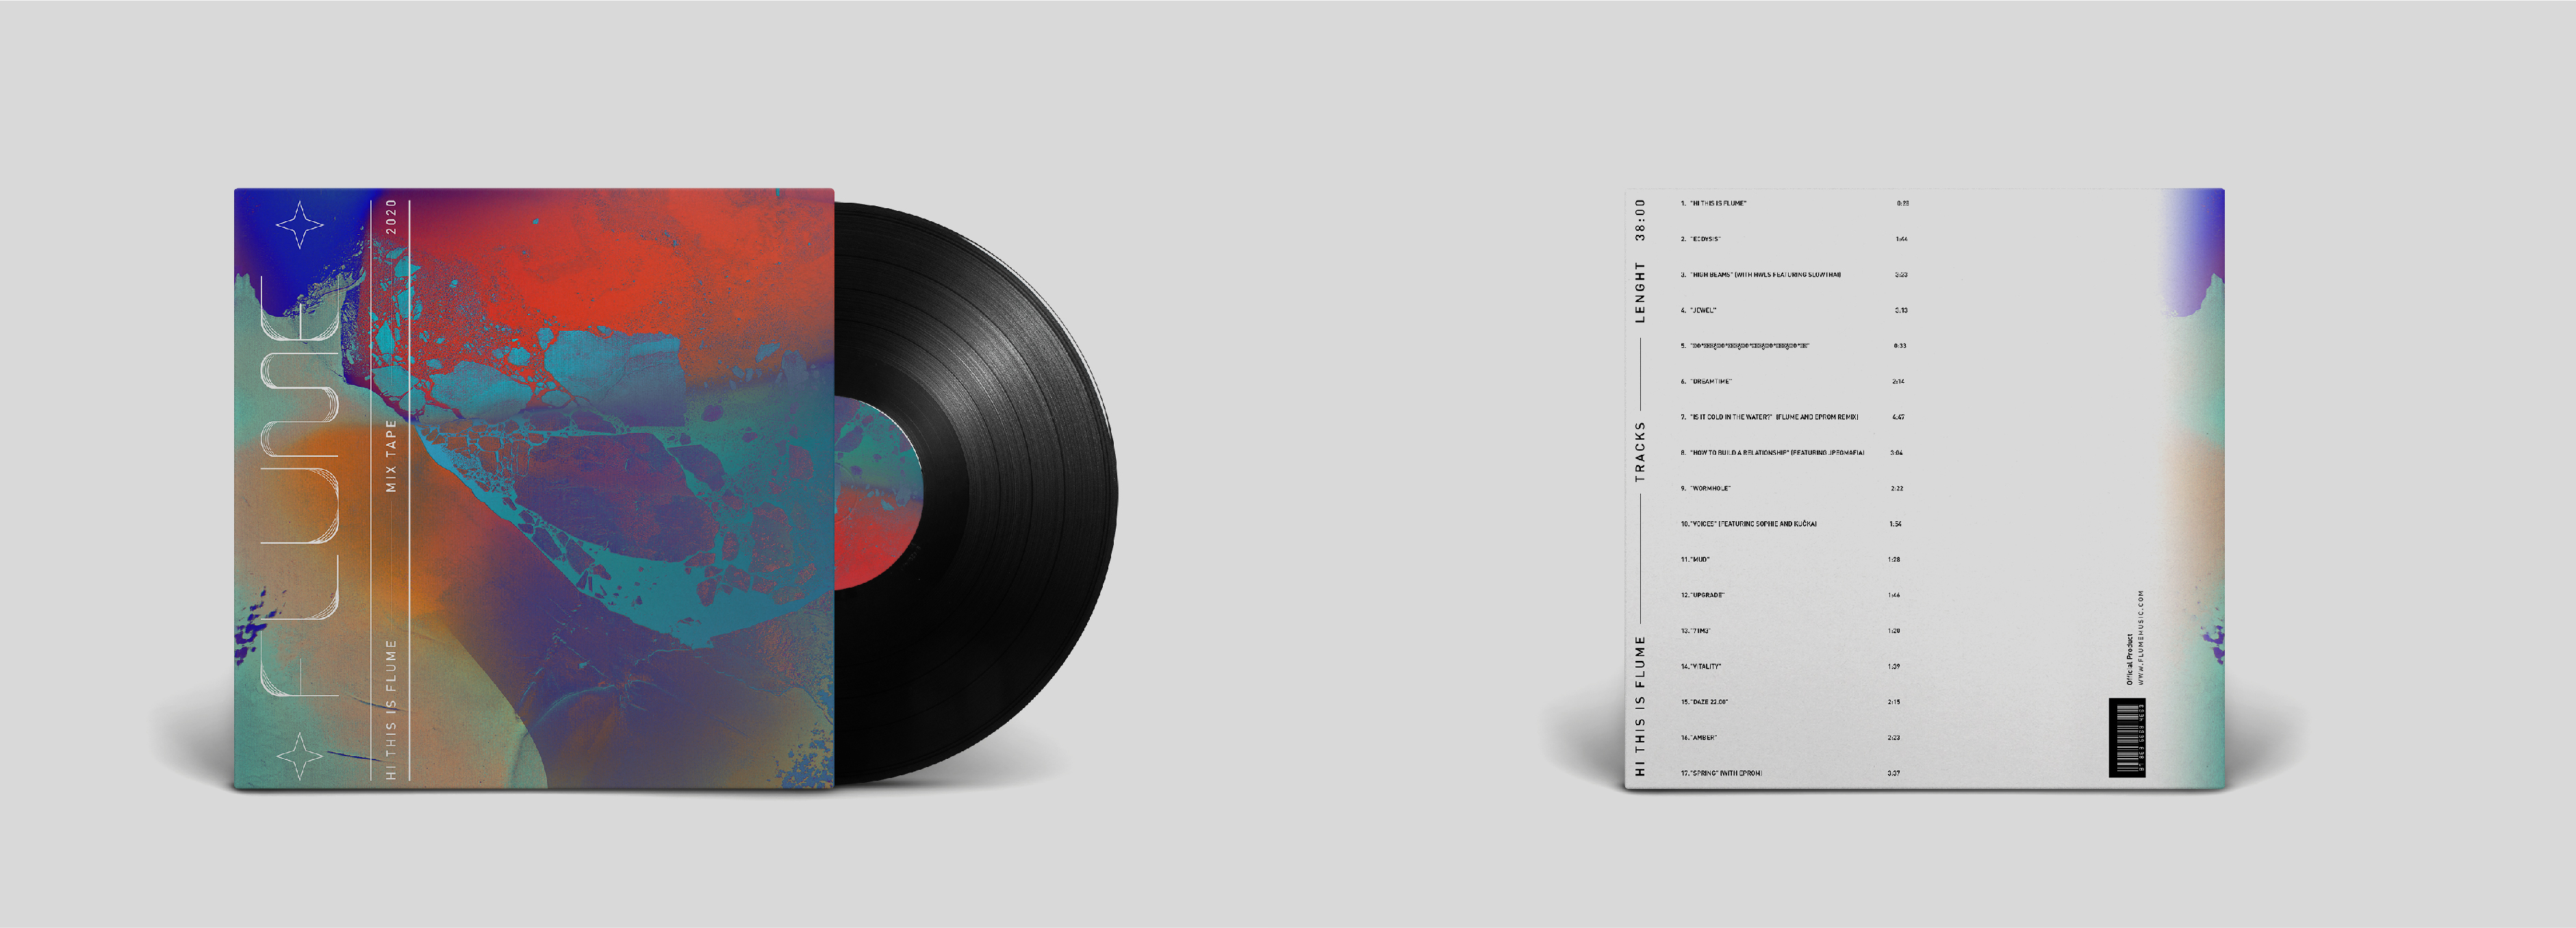 FLUME
HI THIS IS FLUME MIX TAPE 2020
HI THIS IS FLUME TRACKS LENGHT 38:00
1. "HI THIS IS FLUME" 0:23
2. "ECDYSIS" 1:46
3. "HIGH BEAMS" (WITH HWLS FEATURING SLOWTHAI) 3:33
4. "JEWEL" 3:13
5. 0:33
6. "DREAMTIME" 2:14
7. "IS IT COLD IN THE WATER?" (FLUME AND EPROM REMIX) 4:47
8. "HOW TO BUILD A RELATIONSHIP" (FEATURING JPEGMAFIA) 3:04
9. "WORMHOLE" 2:22
10. "VOICES" (FEATURING SOPHIE AND KUČKA) 1:54
11. "MUD" 1:28
12. "UPGRADE" 1:46
13. "71M3" 1:20
14. "VITALITY" 1:39
15. "DAZE 22.00" 2:15
16. "AMBER" 2:23
17. "SPRING" (WITH EPROM) 3:37
Official Product
WWW.FLUMEMUSIC.COM